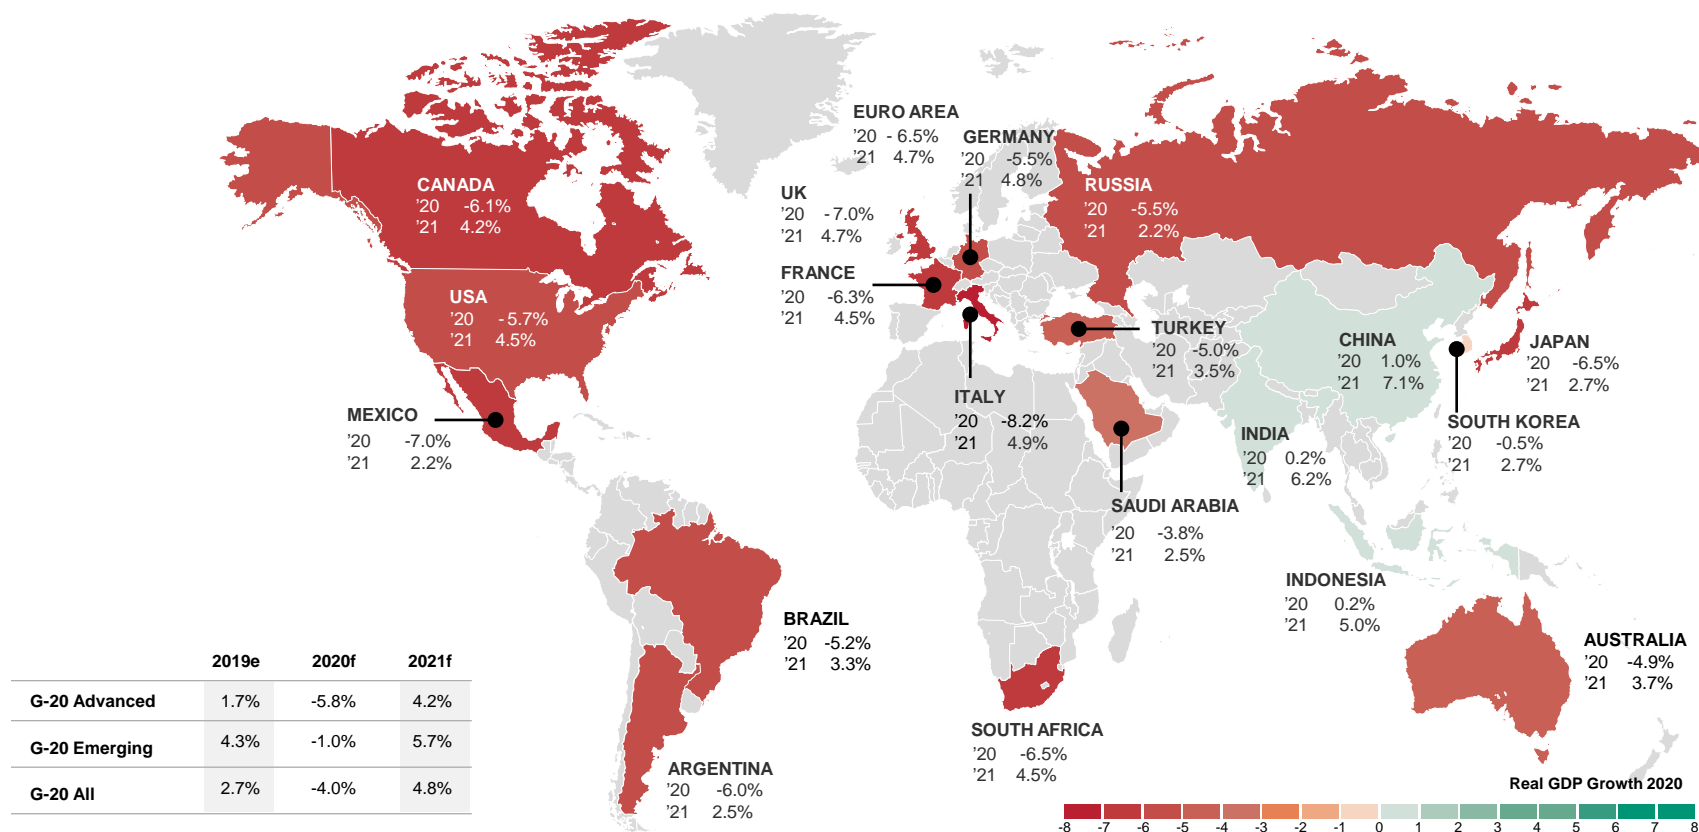 EURO AREA
’20 - 6.5%
’21 4.7%
GERMANY
’20 -5.5%
’21 4.8%
CANADA
’20 -6.1%
’21 4.2%
UK
’20 -7.0%
’21 4.7%
RUSSIA
’20 -5.5%
’21 2.2%
FRANCE
’20 -6.3%
’21 4.5%
USA
’20 -5.7%
’21 4.5%
TURKEY
’20 -5.0%
’21 3.5%
CHINA
’20 1.0%
’21 7.1%
JAPAN
’20 -6.5%
’21 2.7%
MEXICO
’20 -7.0%
’21 2.2%
ITALY
’20 -8.2%
’21 4.9%
INDIA
’20 0.2%
’21 6.2%
SOUTH KOREA
’20 -0.5%
’21 2.7%
SAUDI ARABIA
’20 -3.8%
’21 2.5%
INDONESIA
’20 0.2%
’21 5.0%
BRAZIL
’20 -5.2%
’21 3.3%
AUSTRALIA
’20 -4.9%
’21 3.7%
SOUTH AFRICA
’20 -6.5%
’21 4.5%
ARGENTINA
’20 -6.0%
’21 2.5%
2019e 2020f 2021f
G-20 Advanced 1.7% -5.8% 4.2%
G-20 Emerging 4.3% -1.0% 5.7%
G-20 All 2.7% -4.0% 4.8%
Real GDP Growth 2020
-8 -7 -6 -5 -4 -3 -2 -1 0 1 2 3 4 5 6 7 8